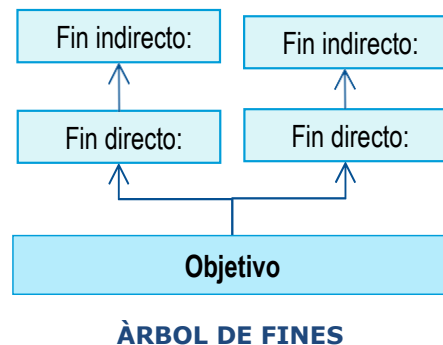 Fin indirecto:
Fin indirecto:
Fin directo:
Fin directo:
Objetivo
ÀRBOL DE FINES